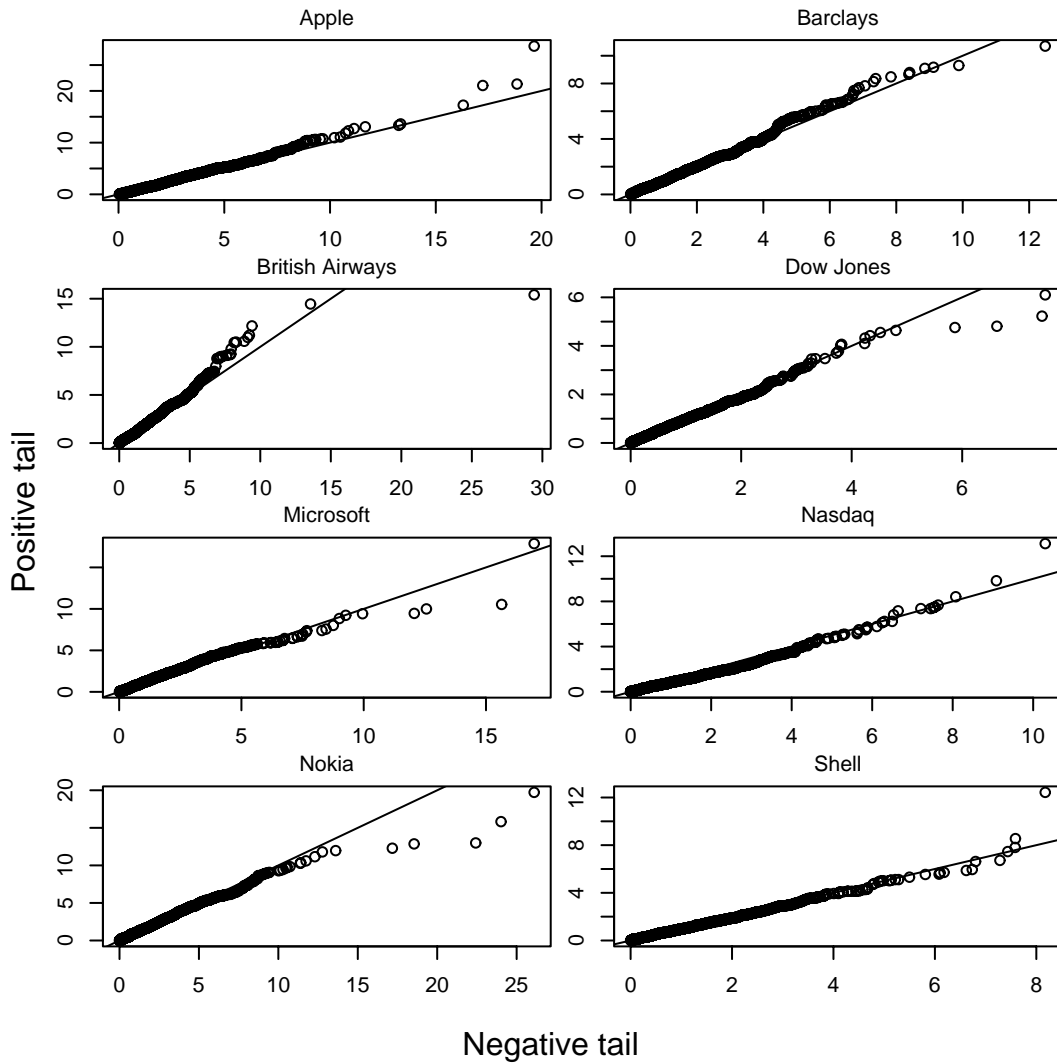 Apple
0 10 20
0 5 10 15 20
Barclays
0 4 8
0 2 4 6 8 10 12
British Airways
0 5 10 15
0 5 10 15 20 25 30
Dow Jones
0 2 4 6
0 2 4 6
Microsoft
0 5 10
0 5 10 15
Nasdaq
0 4 8 12
0 2 4 6 8 10
Nokia
0 5 10 20
0 5 10 15 20 25
Shell
0 4 8 12
0 2 4 6 8
Positive tail
Negative tail